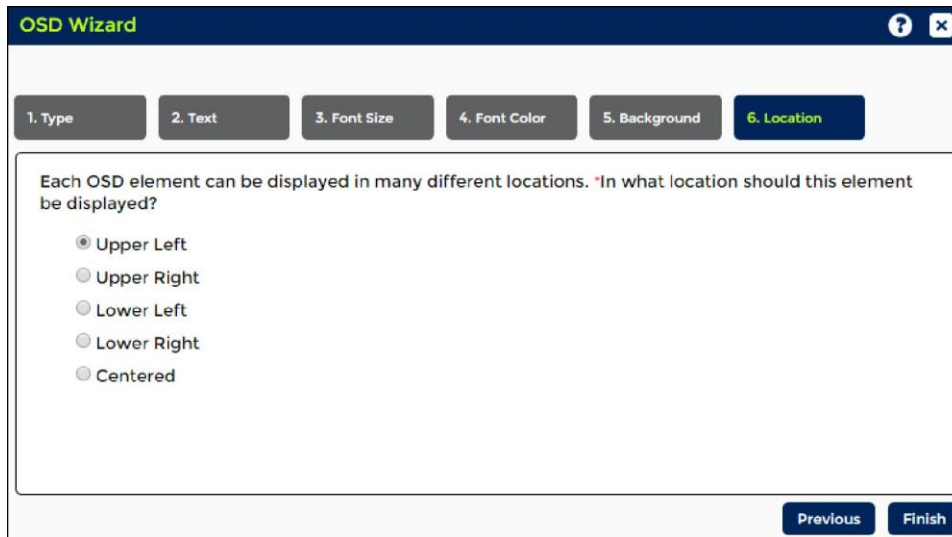 OSD Wizard
?
1. Type
2. Text
3. Font Size
4. Font Color
5. Background
6. Location
Each OSD element can be displayed in many different locations. *In what location should this element
be displayed?
Upper Left
Upper Right
Lower Left
Lower Right
Centered
Previous
Finish